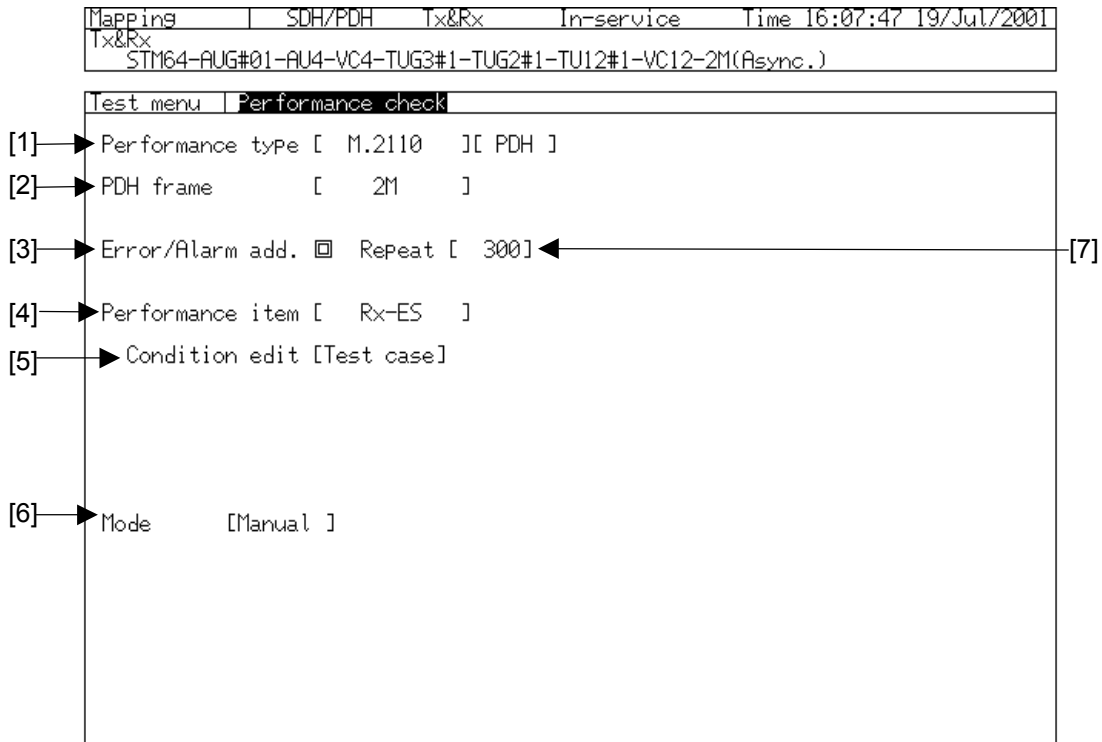 Mapping SDH/PDH Tx&Rx In-service Time 16:07:47 19/Jul/2001
Tx&Rx
STM64-AUG#01-AU4-VC4-TUG3#1-TUG2#1-TU12#1-VC12-2M(Async.)
Test menu Performance check
[1] Performance type [ M.2110 ][ PDH ]
[2] PDH frame [ 2M ]
[3] Error/Alarm add. Repeat [ 300] [7]
[4] Performance item [ Rx-ES ]
[5] Condition edit [Test case]
[6] Mode [Manual ]